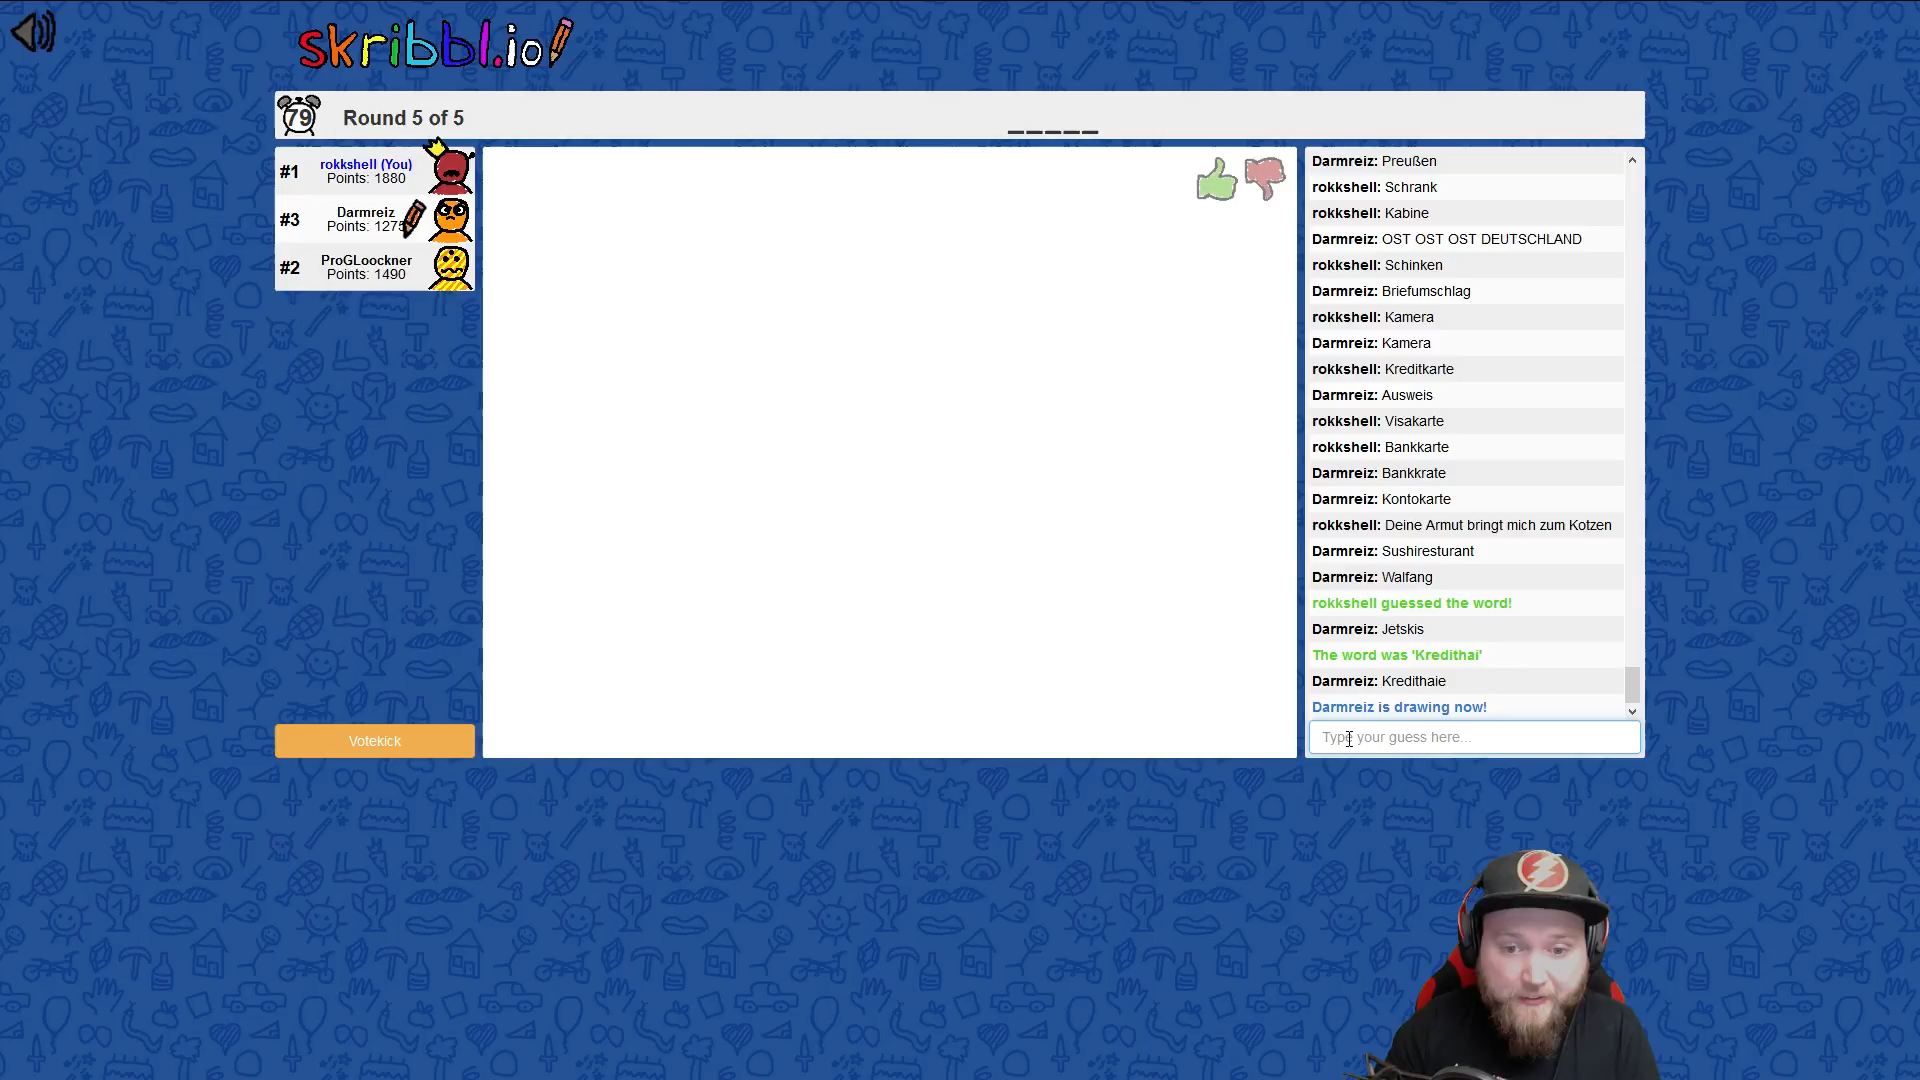 skribbl.io
79
Round 5 of 5
_____
#1
rokkshell (You)
Points: 1880
#3
Darmreiz
Points: 1275
#2
ProGLoockner
Points: 1490
Votekick
Darmreiz: Preußen
rokkshell: Schrank
rokkshell: Kabine
Darmreiz: OST OST OST DEUTSCHLAND
rokkshell: Schinken
Darmreiz: Briefumschlag
rokkshell: Kamera
Darmreiz: Kamera
rokkshell: Kreditkarte
Darmreiz: Ausweis
rokkshell: Visakarte
rokkshell: Bankkarte
Darmreiz: Bankkrate
Darmreiz: Kontokarte
rokkshell: Deine Armut bringt mich zum Kotzen
Darmreiz: Sushiresturant
Darmreiz: Walfang
rokkshell guessed the word!
Darmreiz: Jetskis
The word was 'Kredithai'
Darmreiz: Kredithaie
Darmreiz is drawing now!
Type your guess here...